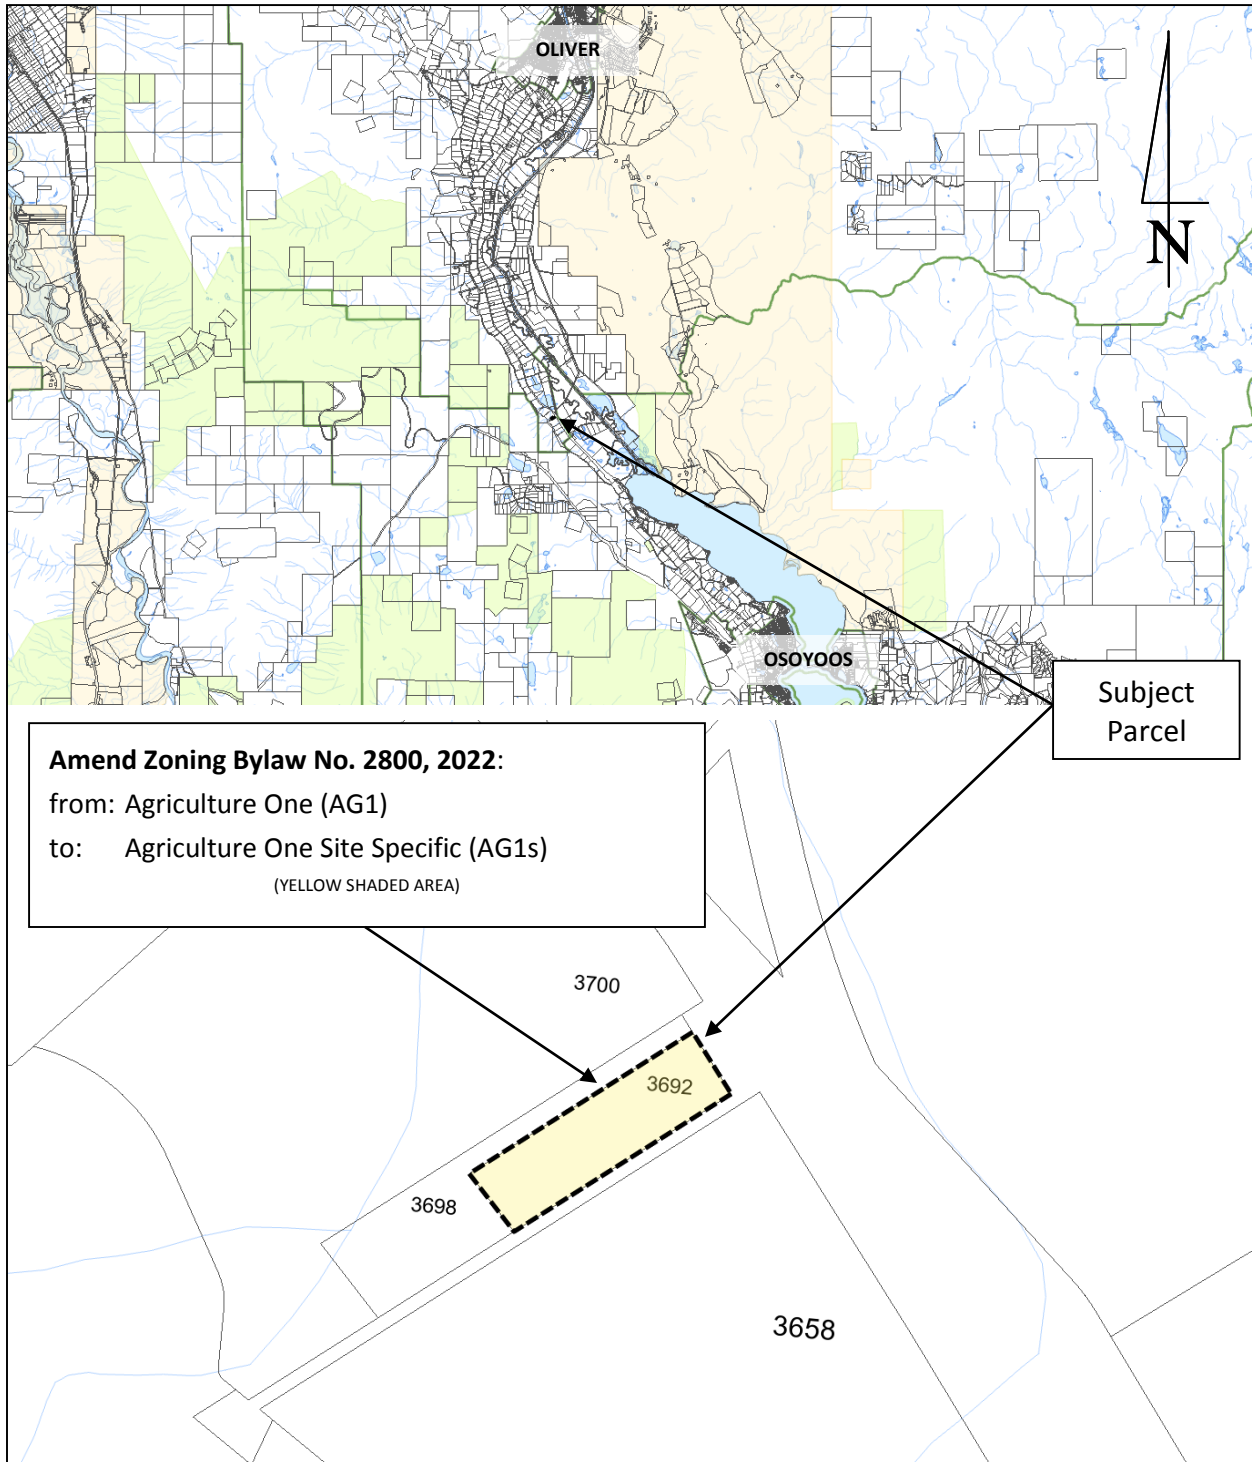 OLIVER
N
OSOYOOS
Subject
Parcel
Amend Zoning Bylaw No. 2800, 2022:
from: Agriculture One (AG1)
to: Agriculture One Site Specific (AG1s)
(YELLOW SHADED AREA)
3700
3692
3698
3658